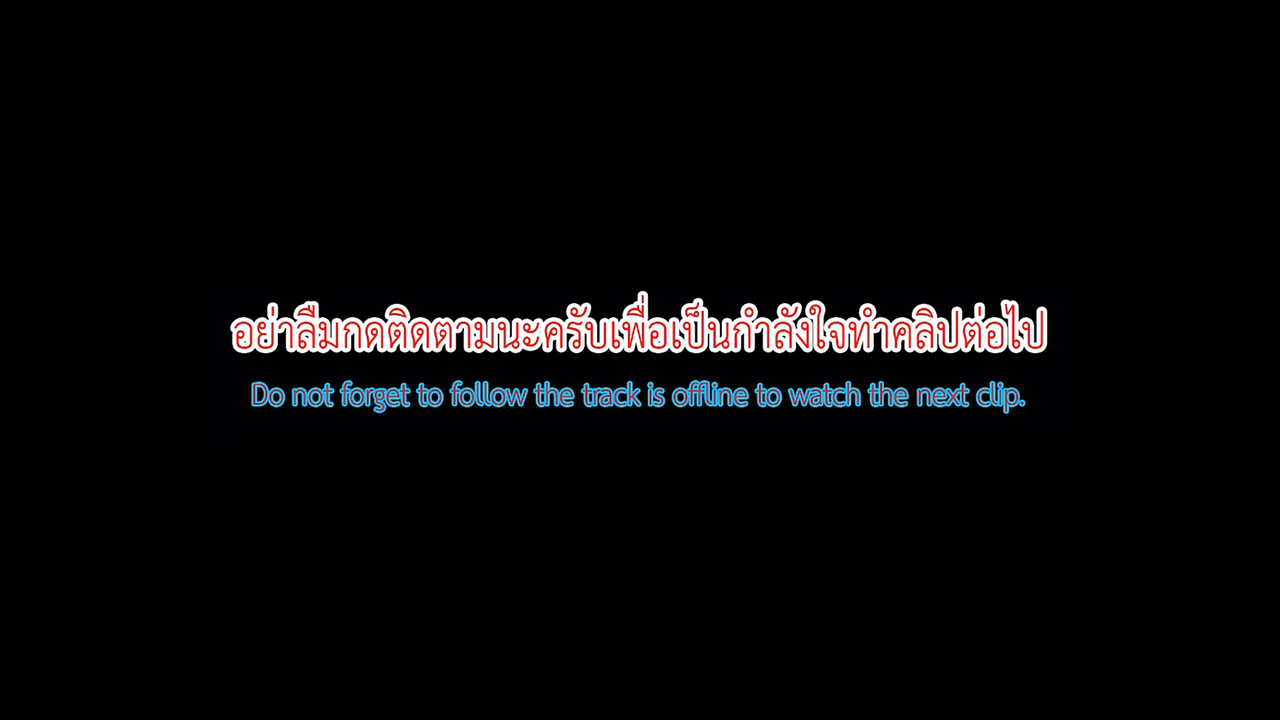 อย่าลืมกดติดตามนะครับเพื่อเป็นกำลังใจทำคลิปต่อไป
Do not forget to follow the track is offline to watch the next clip.